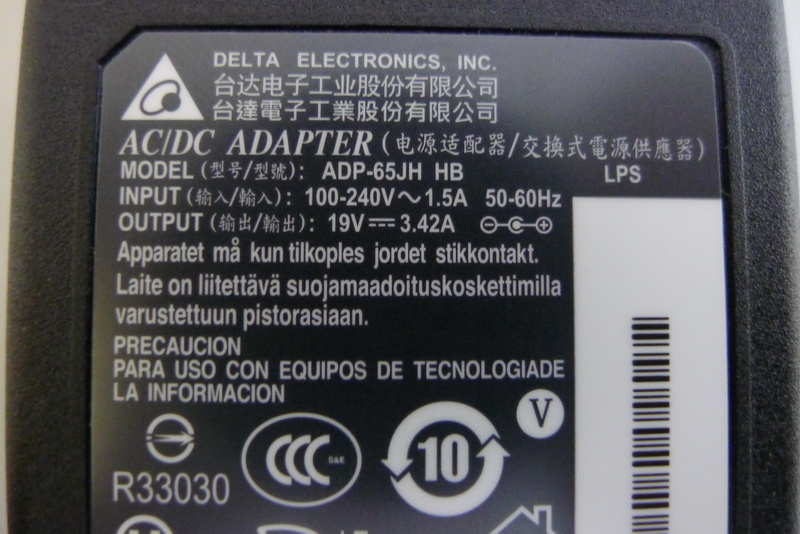 DELTA ELECTRONICS, INC.
台达电子工业股份有限公司
台達電子工業股份有限公司
AC/DC ADAPTER (电源适配器/交換式電源供應器)
MODEL (型号/型號): ADP-65JH HB
LPS
INPUT (输入/輸入): 100-240V～1.5A 50-60Hz
OUTPUT (输出/輸出): 19V⎓3.42A
Apparatet må kun tilkoples jordet stikkontakt.
Laite on liitettävä suojamaadoituskoskettimilla
varustettuun pistorasiaan.
PRECAUCION
PARA USO CON EQUIPOS DE TECNOLOGIADE
LA INFORMACION
V
CCC S&E
10
R33030